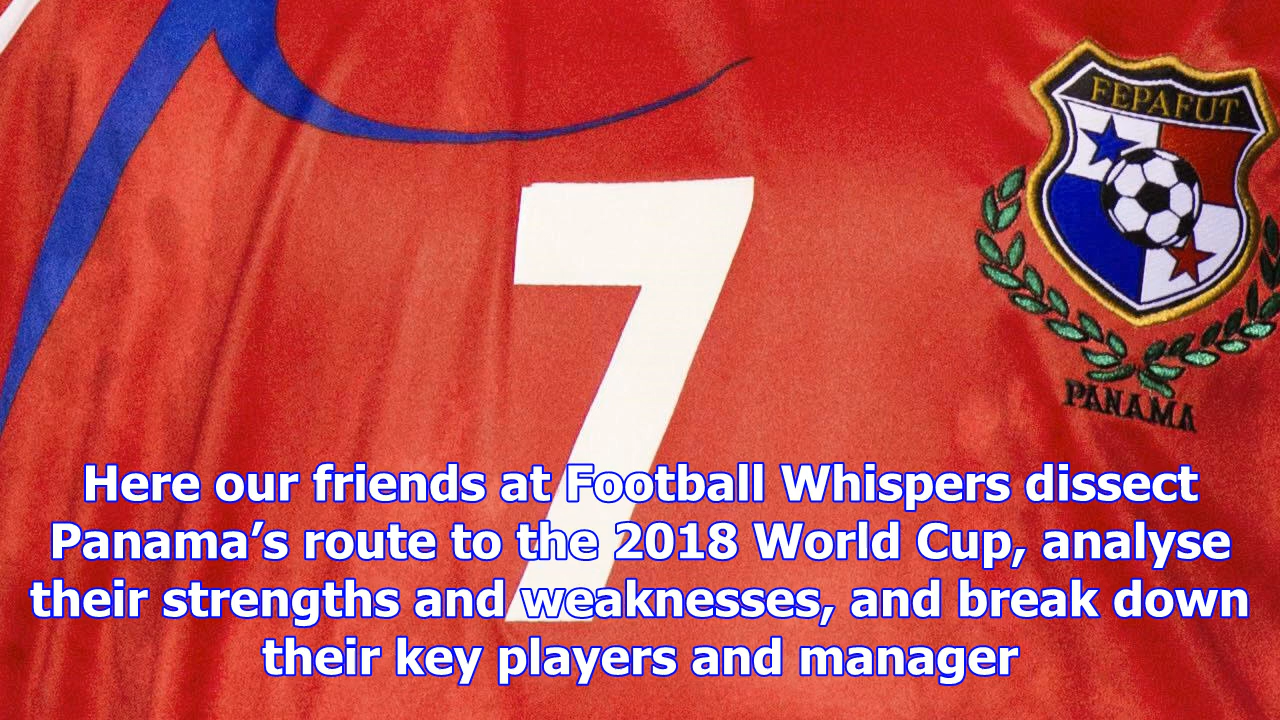 FEPAFUT
7
PANAMA
Here our friends at Football Whispers dissect
Panama’s route to the 2018 World Cup, analyse
their strengths and weaknesses, and break down
their key players and manager